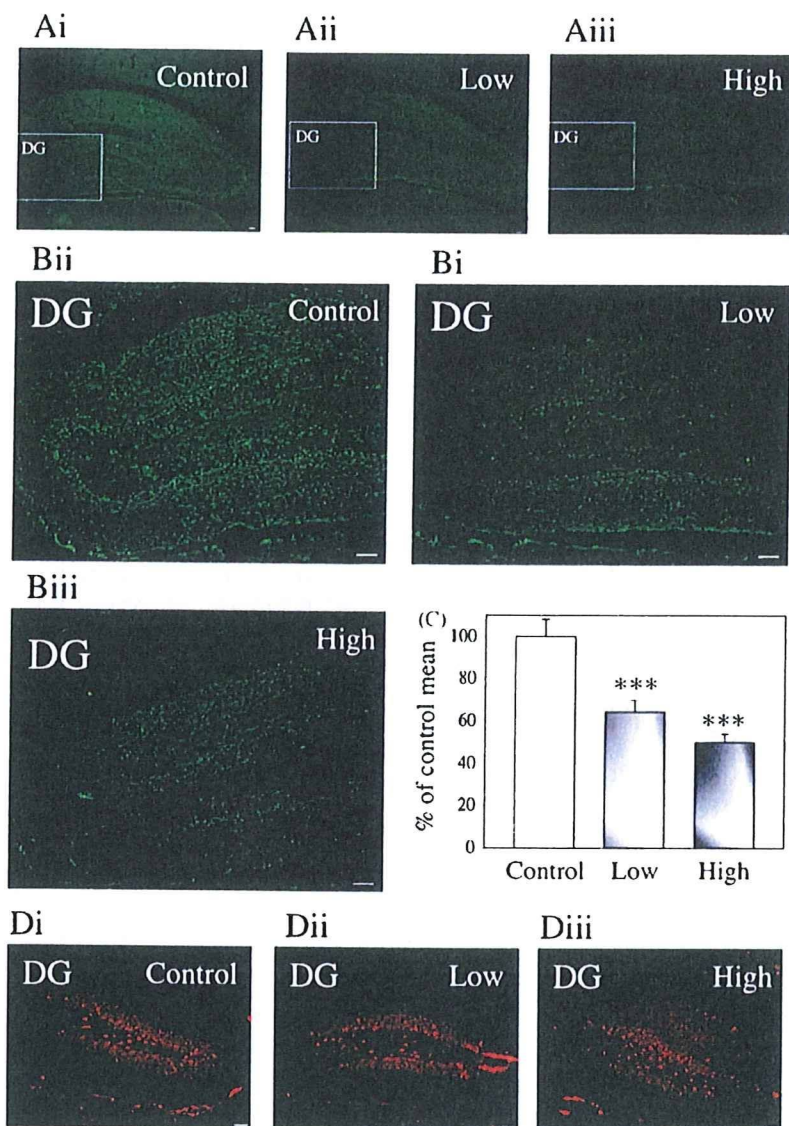 Ai Aii Aiii
Control Low High
DG DG DG
Bii Bi
DG Control DG Low
Biii
DG High
(C)
% of control mean
100
80
60
40
20
0
***
***
Control Low High
Di Dii Diii
DG Control DG Low DG High